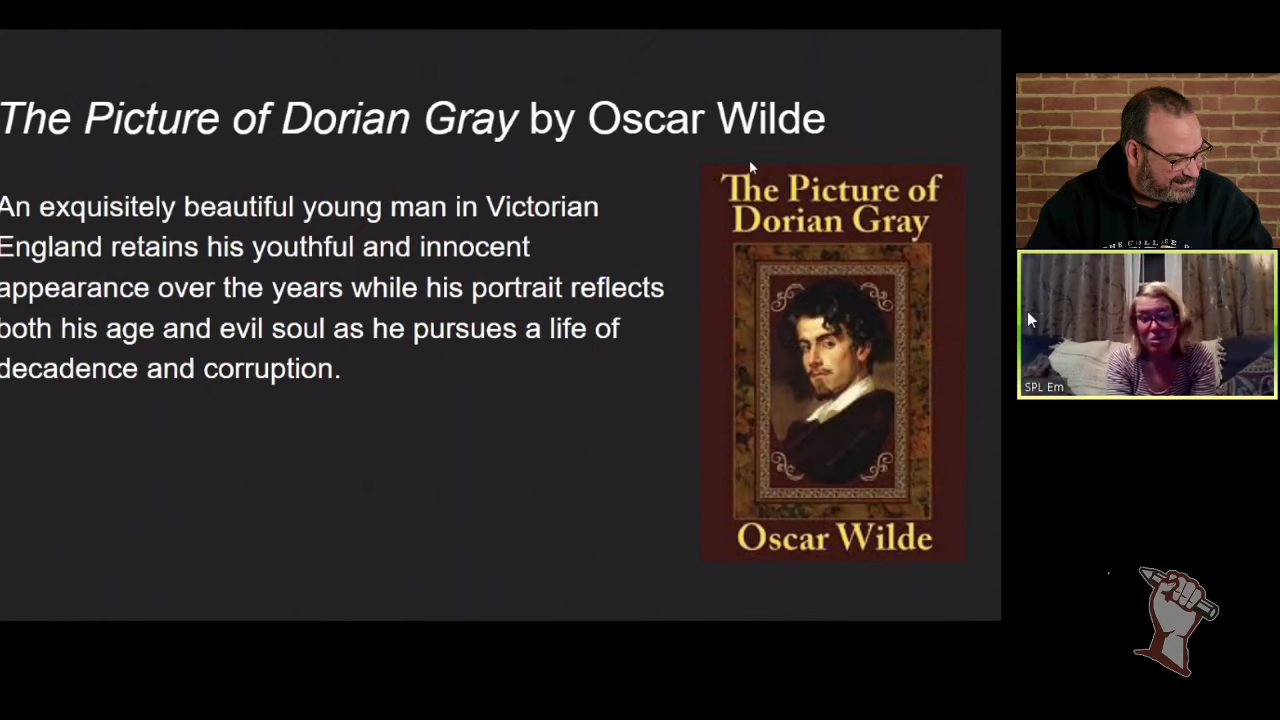 The Picture of Dorian Gray by Oscar Wilde
An exquisitely beautiful young man in Victorian
England retains his youthful and innocent
appearance over the years while his portrait reflects
both his age and evil soul as he pursues a life of
decadence and corruption.
The Picture of
Dorian Gray
Oscar Wilde
THE COLLEGE
SPL Em